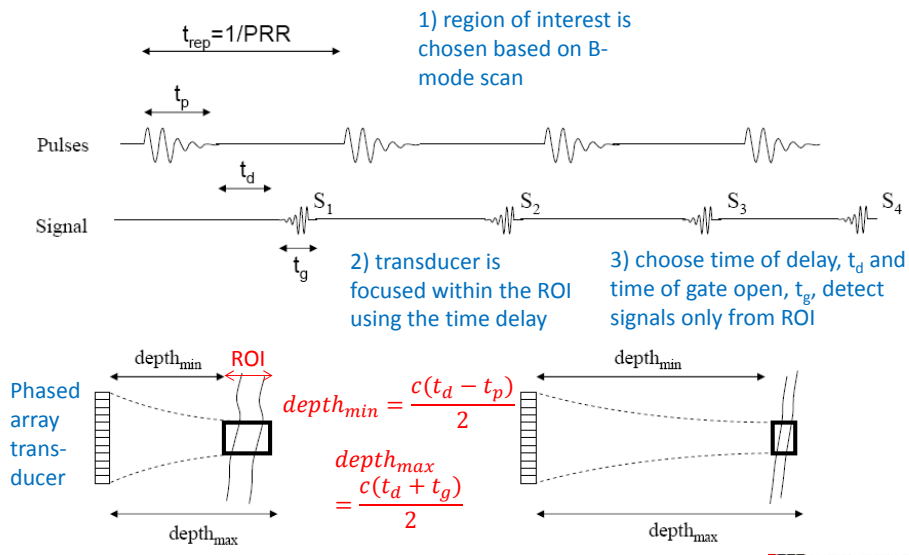 t_rep=1/PRR
1) region of interest is
chosen based on B-
mode scan
t_p
Pulses
t_d
S_1
S_2
S_3
S_4
Signal
t_g
2) transducer is
focused within the ROI
using the time delay
3) choose time of delay, t_d and
time of gate open, t_g, detect
signals only from ROI
depth_min
ROI
depth_min
Phased
array
trans-
ducer
depth_min = c(t_d − t_p)/2
depth_max
= c(t_d + t_g)/2
depth_max
depth_max